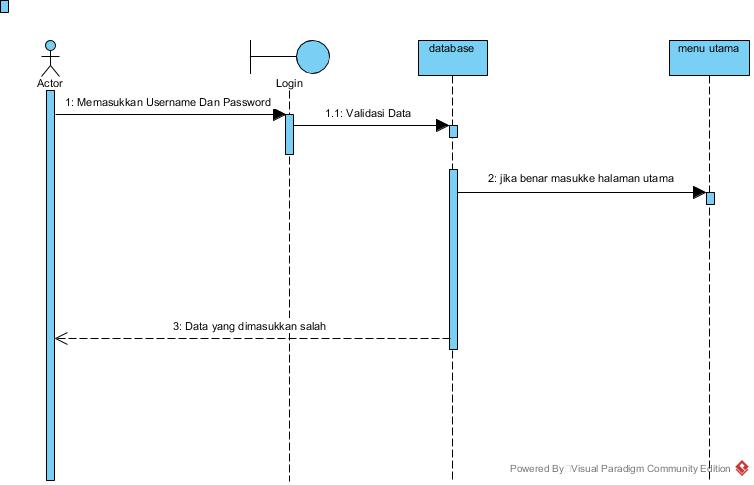 database
menu utama
Actor
Login
1: Memasukkan Username Dan Password
1.1: Validasi Data
2: jika benar masukke halaman utama
3: Data yang dimasukkan salah
Powered By Visual Paradigm Community Edition